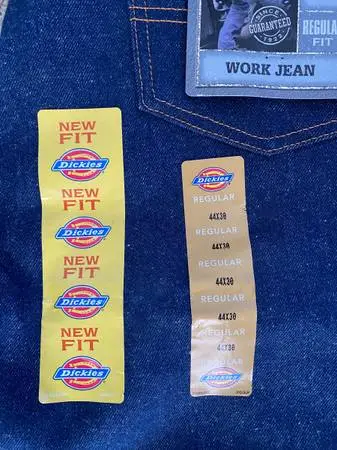 SINCE
GUARANTEED
1922
REGULAR
FIT
WORK JEAN
NEW
FIT
Dickies
NEW
FIT
Dickies
NEW
FIT
Dickies
NEW
FIT
Dickies
Dickies
REGULAR
44X30
REGULAR
44X30
REGULAR
44X30
REGULAR
44X30
REGULAR
44X30
REGULAR
Dickies